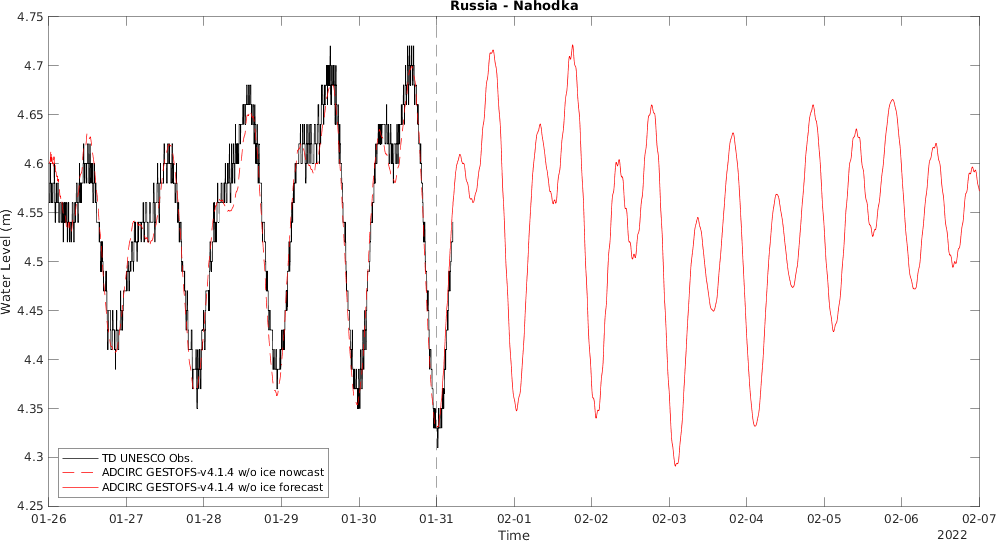 Russia - Nahodka
4.75
4.7
4.65
4.6
4.55
4.5
4.45
4.4
4.35
4.3
4.25
Water Level (m)
TD UNESCO Obs.
ADCIRC GESTOFS-v4.1.4 w/o ice nowcast
ADCIRC GESTOFS-v4.1.4 w/o ice forecast
01-26 01-27 01-28 01-29 01-30 01-31 02-01 02-02 02-03 02-04 02-05 02-06 02-07
Time
2022